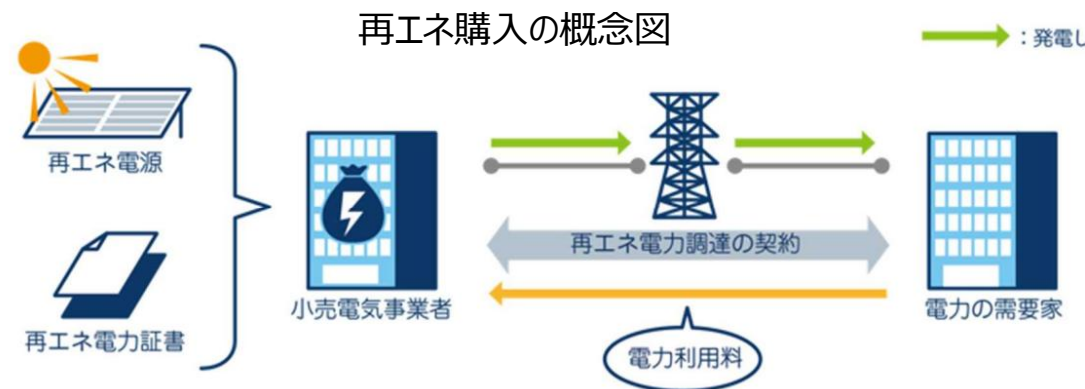 再エネ購入の概念図
：発電し
再エネ電源
再エネ電力証書
小売電気事業者
再エネ電力調達の契約
電力利用料
電力の需要家